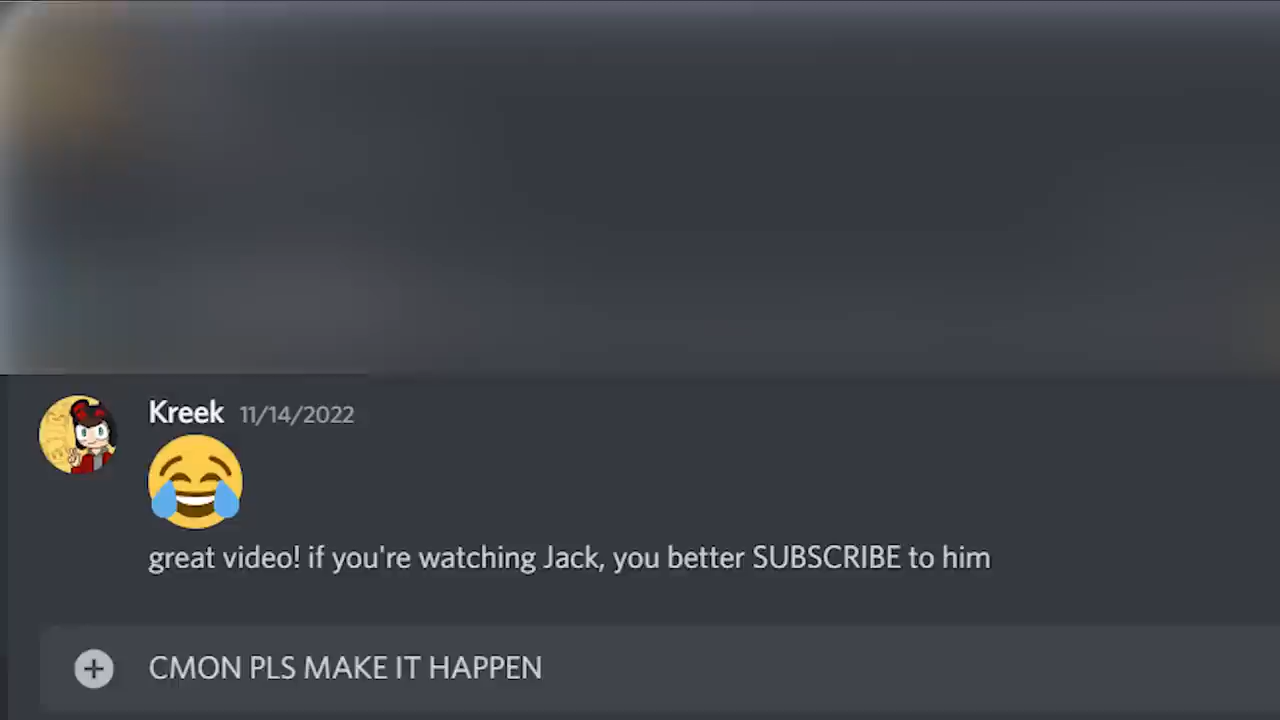 Kreek 11/14/2022
great video! if you're watching Jack, you better SUBSCRIBE to him
CMON PLS MAKE IT HAPPEN